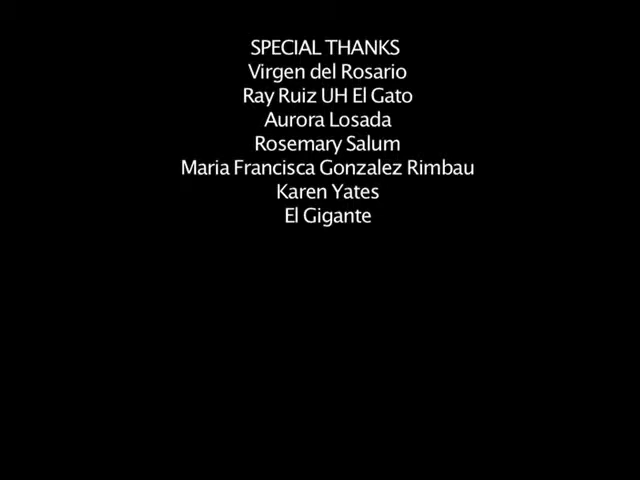 SPECIAL THANKS
Virgen del Rosario
Ray Ruiz UH El Gato
Aurora Losada
Rosemary Salum
Maria Francisca Gonzalez Rimbau
Karen Yates
El Gigante